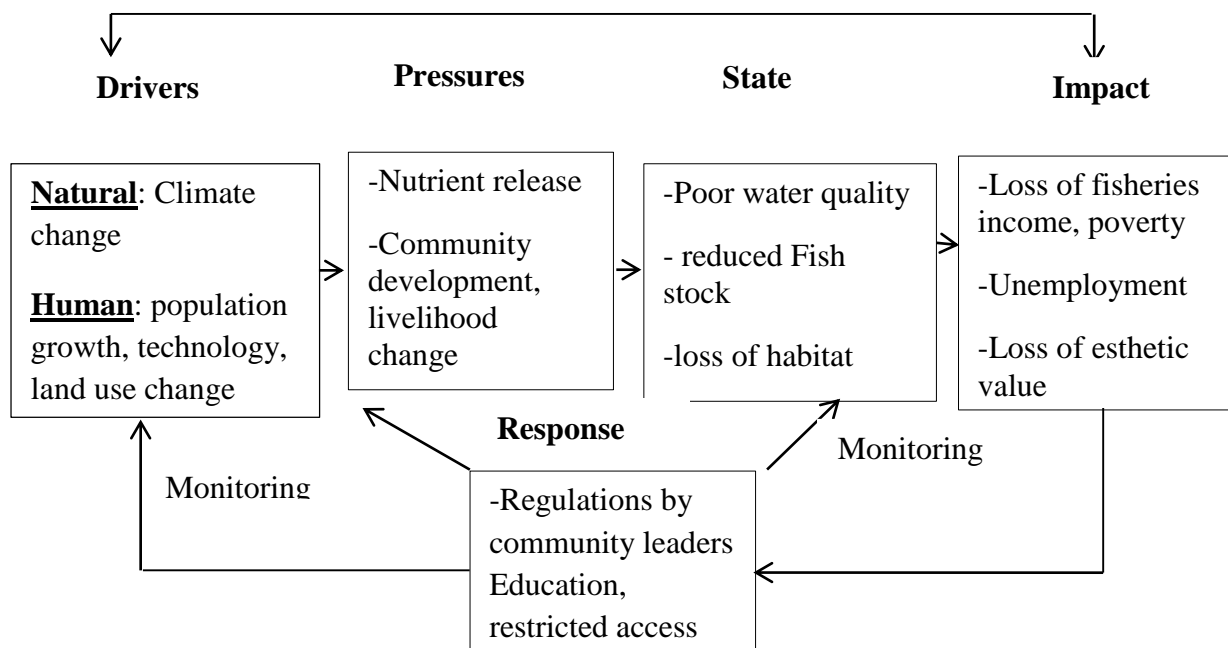 Drivers
Pressures
State
Impact
Natural: Climate
change
Human: population
growth, technology,
land use change
-Nutrient release
-Community
development,
livelihood
change
-Poor water quality
- reduced Fish
stock
-loss of habitat
-Loss of fisheries
income, poverty
-Unemployment
-Loss of esthetic
value
Response
Monitoring
Monitoring
-Regulations by
community leaders
Education,
restricted access